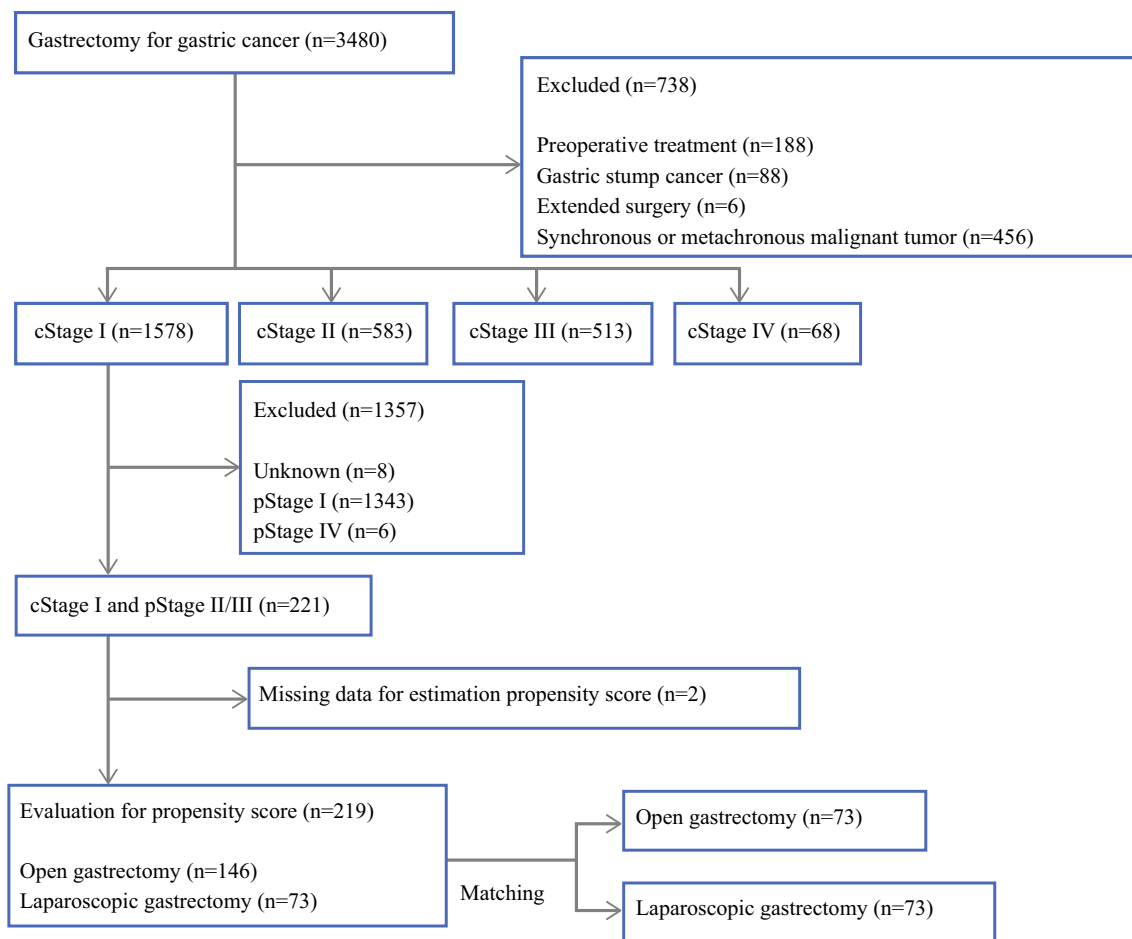 Gastrectomy for gastric cancer (n=3480)
Excluded (n=738)
Preoperative treatment (n=188)
Gastric stump cancer (n=88)
Extended surgery (n=6)
Synchronous or metachronous malignant tumor (n=456)
cStage I (n=1578)
cStage II (n=583)
cStage III (n=513)
cStage IV (n=68)
Excluded (n=1357)
Unknown (n=8)
pStage I (n=1343)
pStage IV (n=6)
cStage I and pStage II/III (n=221)
Missing data for estimation propensity score (n=2)
Evaluation for propensity score (n=219)
Open gastrectomy (n=146)
Laparoscopic gastrectomy (n=73)
Matching
Open gastrectomy (n=73)
Laparoscopic gastrectomy (n=73)